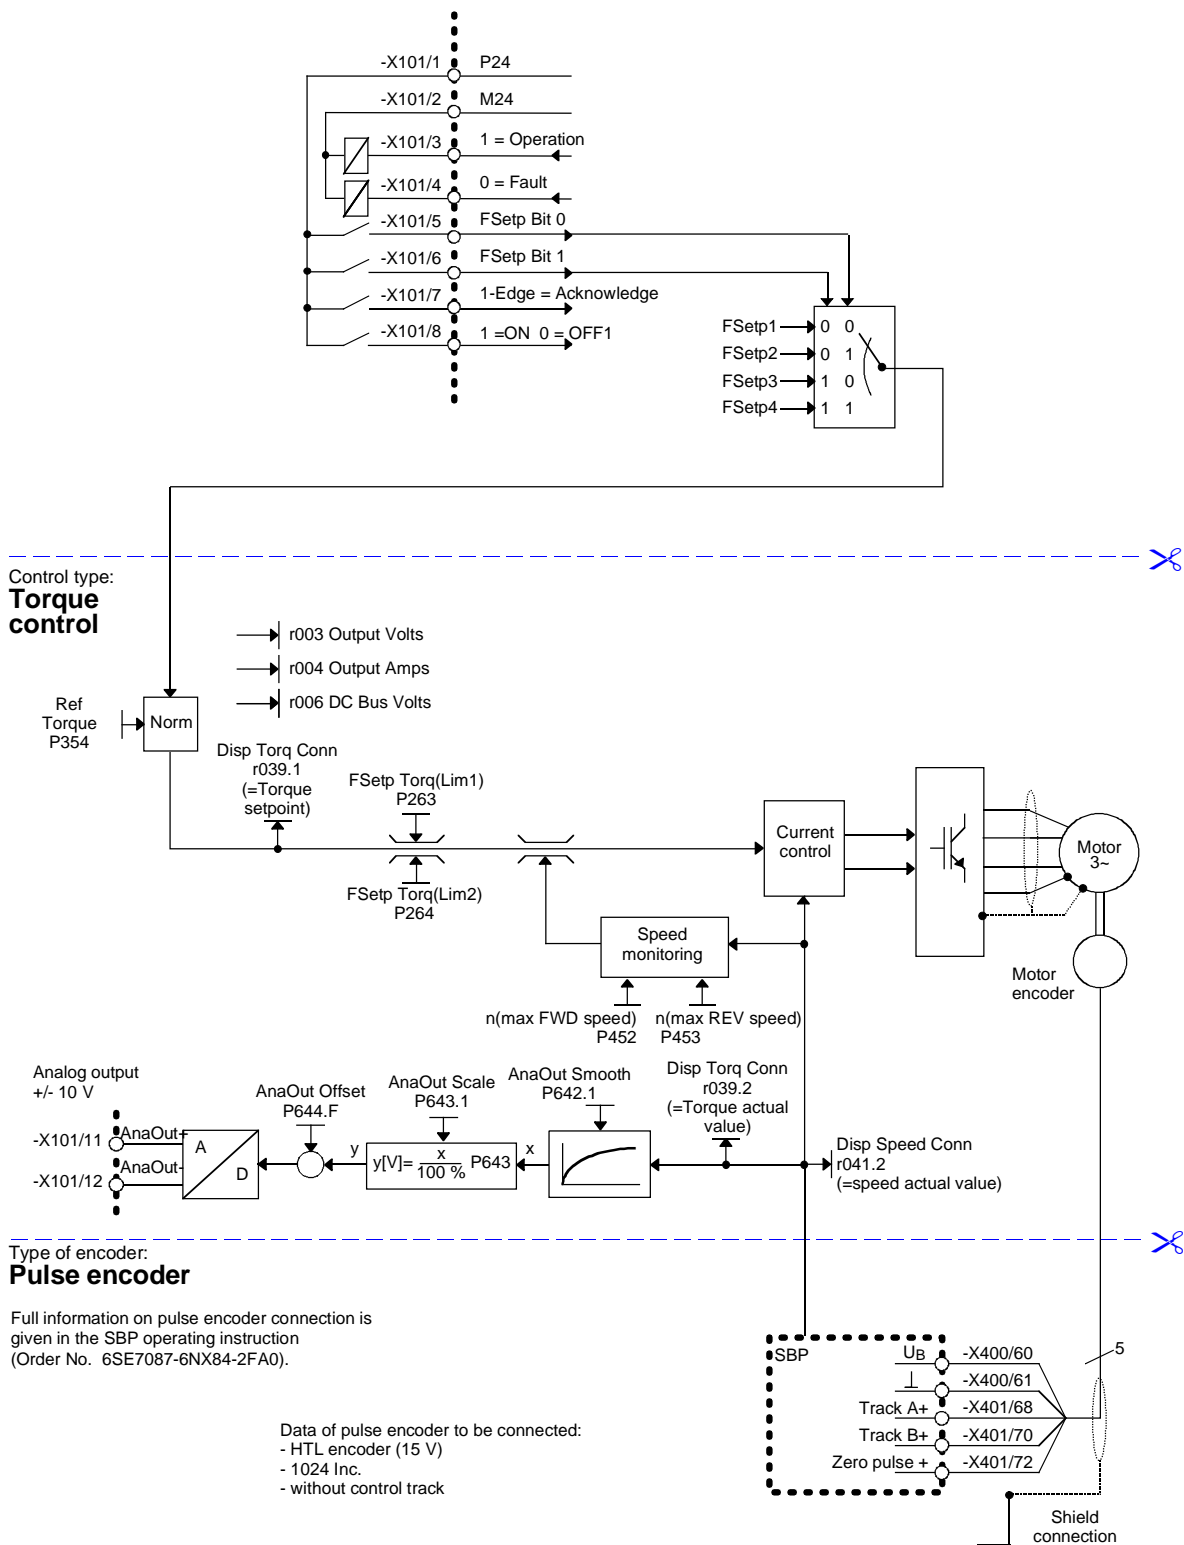 -X101/1 P24
-X101/2 M24
-X101/3 1 = Operation
-X101/4 0 = Fault
-X101/5 FSetp Bit 0
-X101/6 FSetp Bit 1
-X101/7 1-Edge = Acknowledge
-X101/8 1 =ON 0 = OFF1
FSetp1 0 0
FSetp2 0 1
FSetp3 1 0
FSetp4 1 1
Control type:
Torque
control
r003 Output Volts
r004 Output Amps
r006 DC Bus Volts
Ref
Torque
P354
Norm
Disp Torq Conn
r039.1
(=Torque
setpoint)
FSetp Torq(Lim1)
P263
FSetp Torq(Lim2)
P264
Current
control
Motor
3~
Speed
monitoring
Motor
encoder
n(max FWD speed)
P452
n(max REV speed)
P453
Analog output
+/- 10 V
AnaOut Offset
P644.F
AnaOut Scale
P643.1
AnaOut Smooth
P642.1
Disp Torq Conn
r039.2
(=Torque actual
value)
-X101/11 AnaOut+
-X101/12 AnaOut-
A
D
y
y[V]= x
100 % P643
x
Disp Speed Conn
r041.2
(=speed actual value)
Type of encoder:
Pulse encoder
Full information on pulse encoder connection is
given in the SBP operating instruction
(Order No. 6SE7087-6NX84-2FA0).
SBP
UB -X400/60
-X400/61
Track A+ -X401/68
Track B+ -X401/70
Zero pulse + -X401/72
5
Data of pulse encoder to be connected:
- HTL encoder (15 V)
- 1024 Inc.
- without control track
Shield
connection